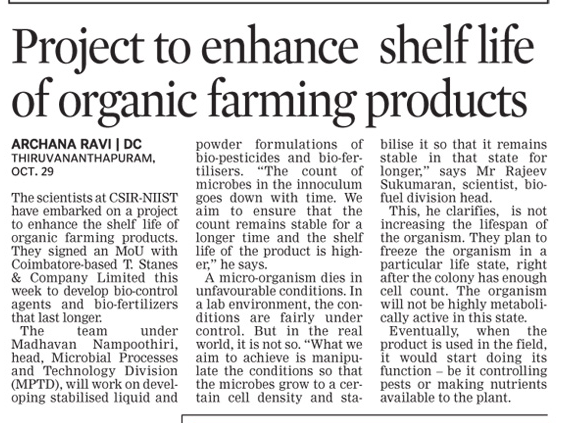 Project to enhance shelf life
of organic farming products
ARCHANA RAVI | DC
THIRUVANANTHAPURAM,
OCT. 29
The scientists at CSIR-NIIST
have embarked on a project
to enhance the shelf life of
organic farming products.
They signed an MoU with
Coimbatore-based T. Stanes
& Company Limited this
week to develop bio-control
agents and bio-fertilizers
that last longer.
The team under
Madhavan Nampoothiri,
head, Microbial Processes
and Technology Division
(MPTD), will work on devel-
oping stabilised liquid and
powder formulations of
bio-pesticides and bio-fer-
tilisers. “The count of
microbes in the innoculum
goes down with time. We
aim to ensure that the
count remains stable for a
longer time and the shelf
life of the product is high-
er,” he says.
A micro-organism dies in
unfavourable conditions. In
a lab environment, the con-
ditions are fairly under
control. But in the real
world, it is not so. “What we
aim to achieve is manipu-
late the conditions so that
the microbes grow to a cer-
tain cell density and sta-
bilise it so that it remains
stable in that state for
longer,” says Mr Rajeev
Sukumaran, scientist, bio-
fuel division head.
This, he clarifies, is not
increasing the lifespan of
the organism. They plan to
freeze the organism in a
particular life state, right
after the colony has enough
cell count. The organism
will not be highly metaboli-
cally active in this state.
Eventually, when the
product is used in the field,
it would start doing its
function – be it controlling
pests or making nutrients
available to the plant.